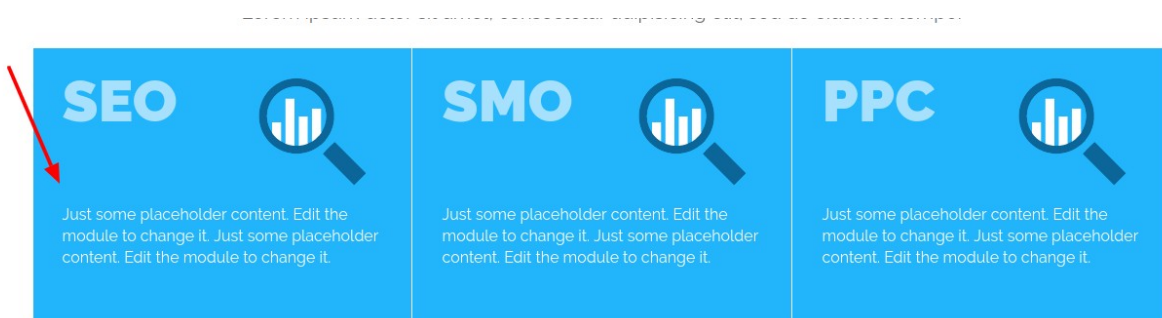 SEO
Just some placeholder content. Edit the
module to change it. Just some placeholder
content. Edit the module to change it.
SMO
Just some placeholder content. Edit the
module to change it. Just some placeholder
content. Edit the module to change it.
PPC
Just some placeholder content. Edit the
module to change it. Just some placeholder
content. Edit the module to change it.